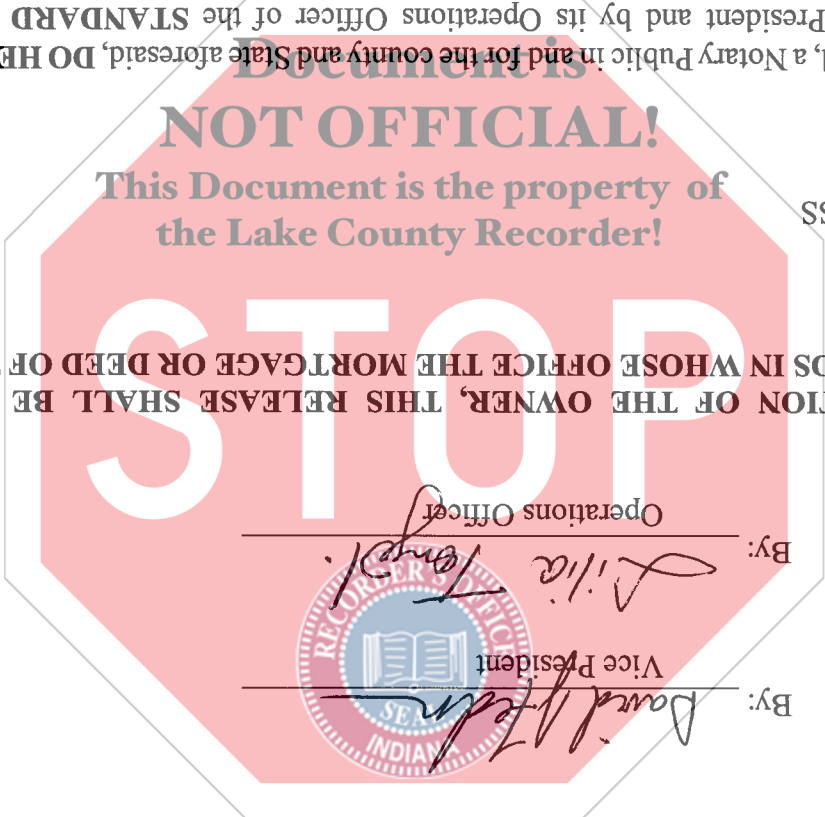 Document is
NOT OFFICIAL!
This Document is the property of
the Lake County Recorder!
STOP
RECORDER'S OFFICE
SEAL
INDIANA
By: David
Vice President
By: Lilia
Operations Officer
TION OF THE OWNER, THIS RELEASE SHALL BE
DS IN WHOSE OFFICE THE MORTGAGE OR DEED OF
SS
, a Notary Public in and for the county and State aforesaid, DO HE
President and by its Operations Officer of the STANDARD